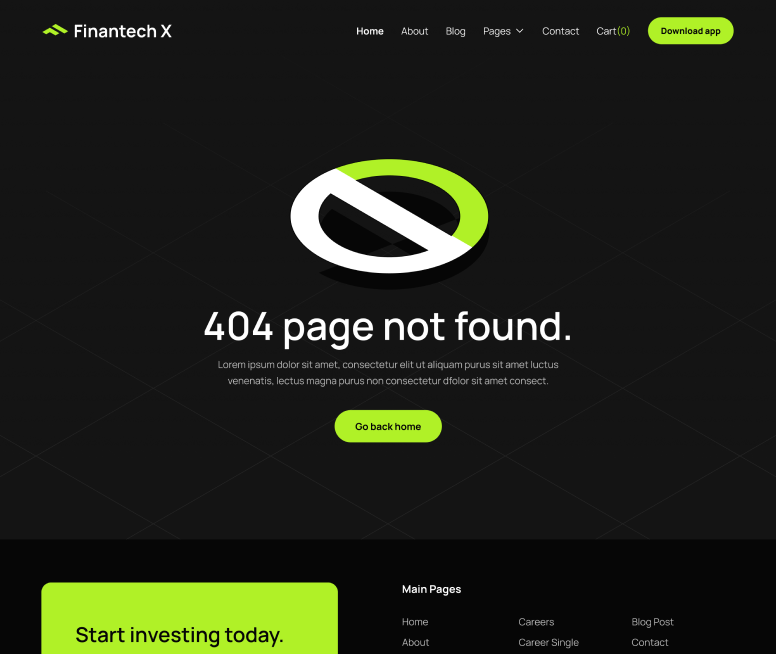 Finantech X
Home About Blog Pages Contact Cart(0) Download app
404 page not found.
Lorem ipsum dolor sit amet, consectetur elit ut aliquam purus sit amet luctus
venenatis, lectus magna purus non consectetur dfolor sit amet consect.
Go back home
Start investing today.
Main Pages
Home Careers Blog Post
About Career Single Contact